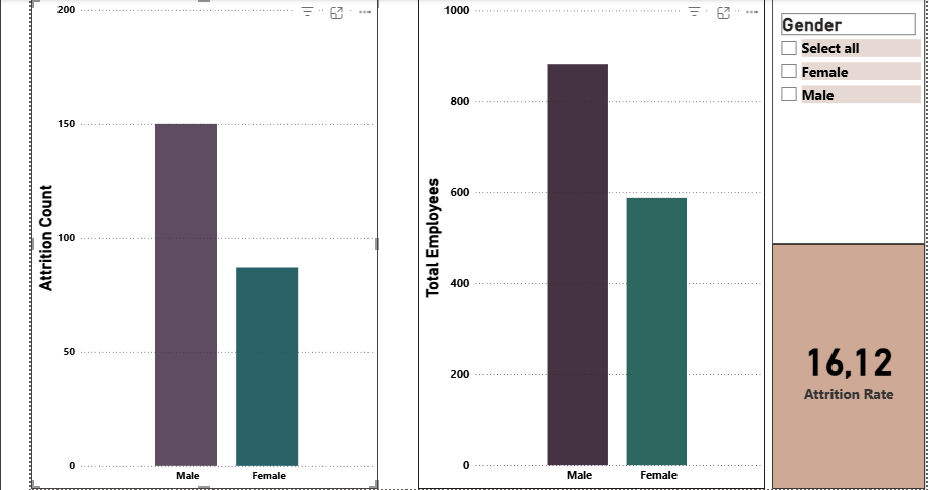 200
150
100
50
0
Attrition Count
Male
Female
1000
800
600
400
200
0
Total Employees
Male
Female
Gender
Select all
Female
Male
16,12
Attrition Rate